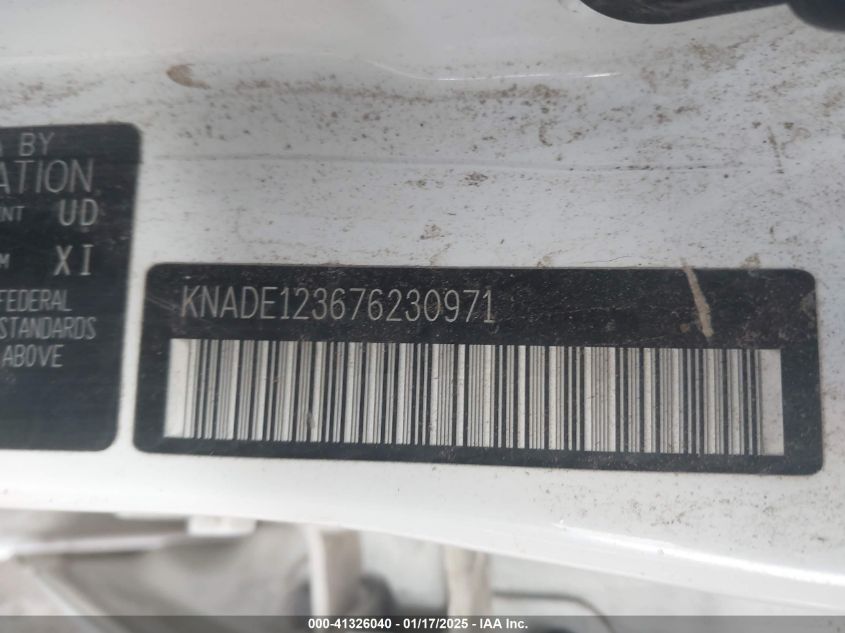 BY
ATION
NT UD
M XI
FEDERAL
STANDARDS
ABOVE
KNADE123676230971
000-41326040 / 01/17/2025 / IAA, Inc.